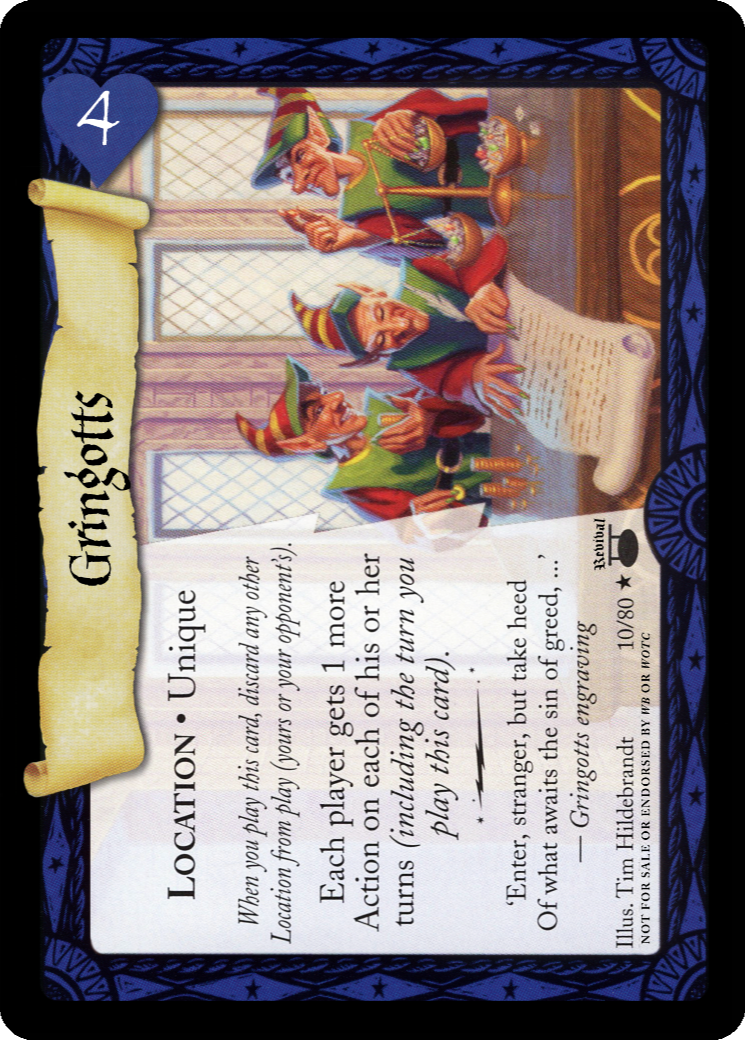 Gringotts
4
LOCATION • Unique
When you play this card, discard any other
Location from play (yours or your opponent's).
Each player gets 1 more
Action on each of his or her
turns (including the turn you
play this card).
‘Enter, stranger, but take heed
Of what awaits the sin of greed, ...’
— Gringotts engraving
Revival
Illus. Tim Hildebrandt 10/80 ★
NOT FOR SALE OR ENDORSED BY WB OR WOTC